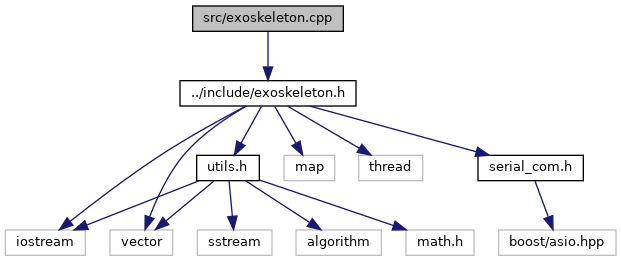 src/exoskeleton.cpp
../include/exoskeleton.h
utils.h
map
thread
serial_com.h
iostream
vector
sstream
algorithm
math.h
boost/asio.hpp